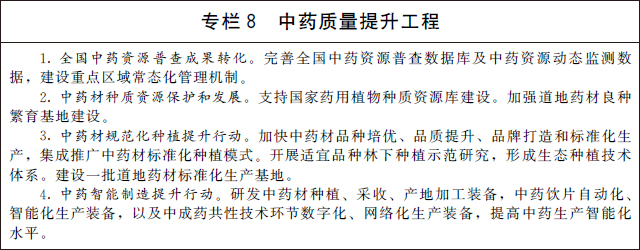 专栏 8　中药质量提升工程
1. 全国中药资源普查成果转化。完善全国中药资源普查数据库及中药资源动态监测数
据，建设重点区域常态化管理机制。
2. 中药材种质资源保护和发展。支持国家药用植物种质资源库建设。加强道地药材良种
繁育基地建设。
3. 中药材规范化种植提升行动。加快中药材品种培优、品质提升、品牌打造和标准化生
产，集成推广中药材标准化种植模式。开展适宜品种林下种植示范研究，形成生态种植技术
体系。建设一批道地药材标准化生产基地。
4. 中药智能制造提升行动。研发中药材种植、采收、产地加工装备，中药饮片自动化、
智能化生产装备，以及中成药共性技术环节数字化、网络化生产装备，提高中药生产智能化
水平。